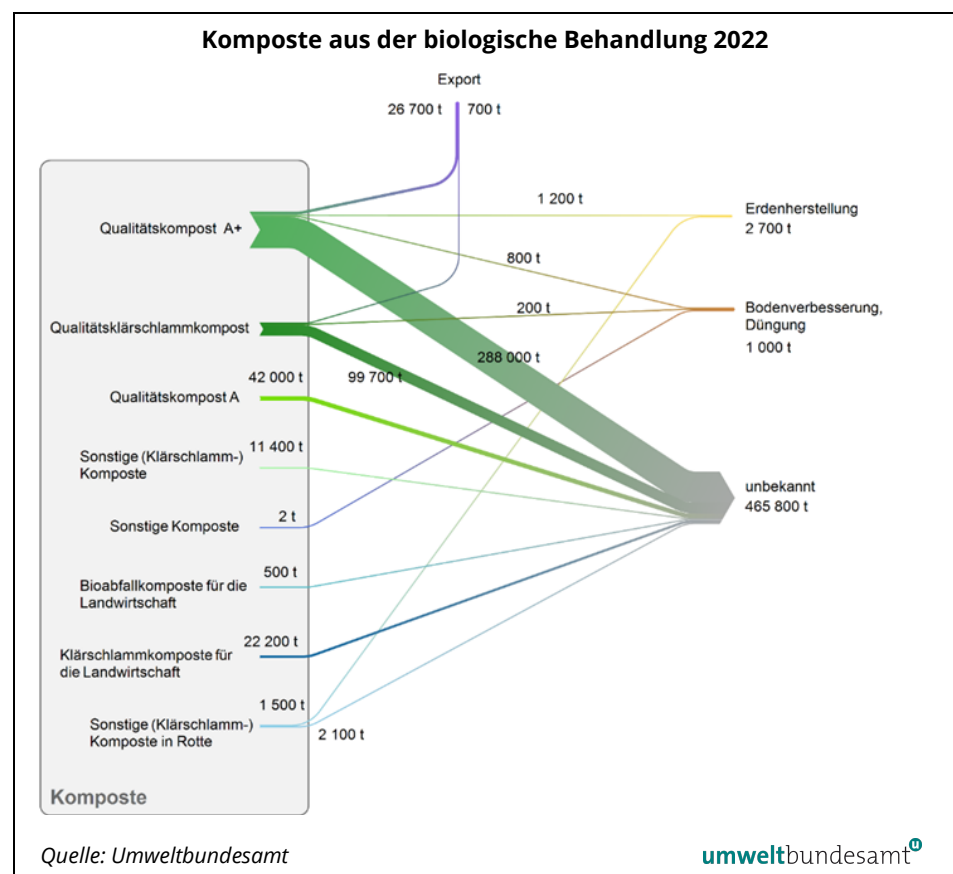 Komposte aus der biologische Behandlung 2022
Export
26 700 t
700 t
1 200 t
Qualitätskompost A+
Erdenherstellung
2 700 t
800 t
Qualitätsklärschlammkompost
200 t
Bodenverbesserung,
Düngung
1 000 t
288 000 t
42 000 t
99 700 t
Qualitätskompost A
11 400 t
Sonstige (Klärschlamm-)
Komposte
unbekannt
465 800 t
2 t
Sonstige Komposte
500 t
Bioabfallkomposte für die
Landwirtschaft
22 200 t
Klärschlammkomposte für
die Landwirtschaft
1 500 t
Sonstige (Klärschlamm-)
Komposte in Rotte
2 100 t
Komposte
Quelle: Umweltbundesamt
umweltbundesamt u